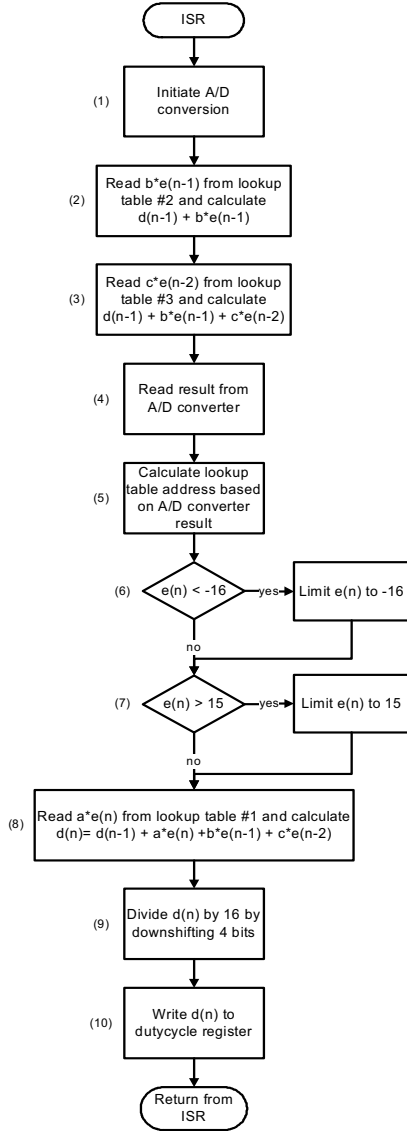 ISR
(1)
Initiate A/D
conversion
(2)
Read b*e(n-1) from lookup
table #2 and calculate
d(n-1) + b*e(n-1)
(3)
Read c*e(n-2) from lookup
table #3 and calculate
d(n-1) + b*e(n-1) + c*e(n-2)
(4)
Read result from
A/D converter
(5)
Calculate lookup
table address based
on A/D converter
result
(6)
e(n) < -16
yes
Limit e(n) to -16
no
(7)
e(n) > 15
yes
Limit e(n) to 15
no
(8)
Read a*e(n) from lookup table #1 and calculate
d(n)= d(n-1) + a*e(n) +b*e(n-1) + c*e(n-2)
(9)
Divide d(n) by 16 by
downshifting 4 bits
(10)
Write d(n) to
dutycycle register
Return from
ISR